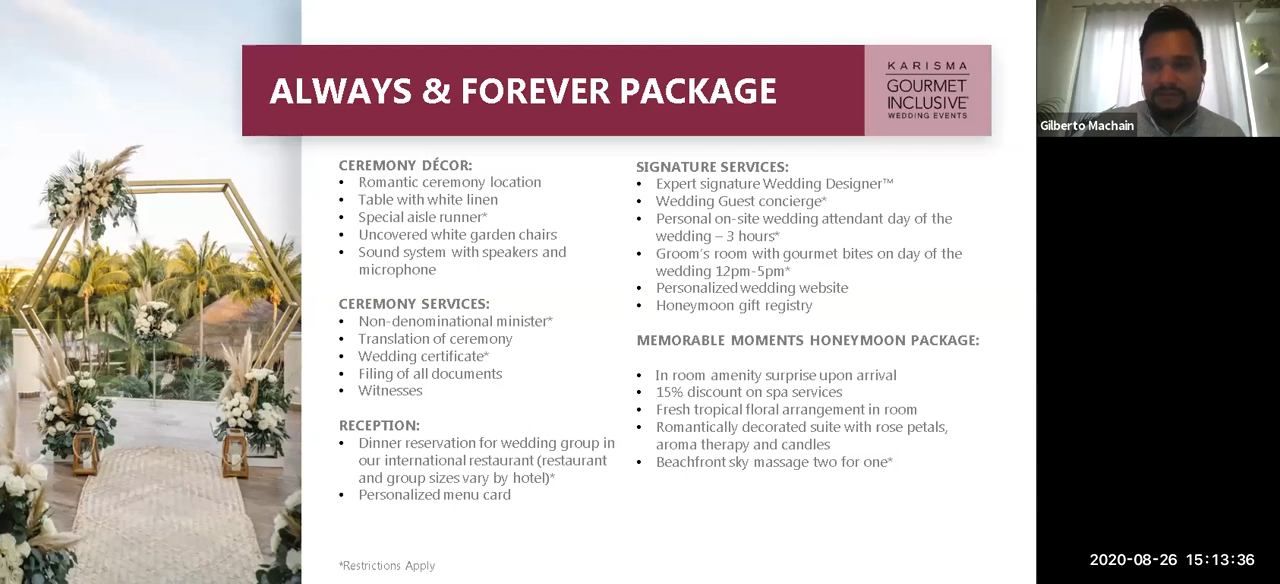 ALWAYS & FOREVER PACKAGE
KARISMA
GOURMET
INCLUSIVE
WEDDING EVENTS
Gilberto Machain
CEREMONY DÉCOR:
• Romantic ceremony location
• Table with white linen
• Special aisle runner*
• Uncovered white garden chairs
• Sound system with speakers and
microphone
CEREMONY SERVICES:
• Non-denominational minister*
• Translation of ceremony
• Wedding certificate*
• Filing of all documents
• Witnesses
RECEPTION:
• Dinner reservation for wedding group in
our international restaurant (restaurant
and group sizes vary by hotel)*
• Personalized menu card
SIGNATURE SERVICES:
• Expert signature Wedding Designer™
• Wedding Guest concierge*
• Personal on-site wedding attendant day of the
wedding – 3 hours*
• Groom's room with gourmet bites on day of the
wedding 12pm-5pm*
• Personalized wedding website
• Honeymoon gift registry
MEMORABLE MOMENTS HONEYMOON PACKAGE:
• In room amenity surprise upon arrival
• 15% discount on spa services
• Fresh tropical floral arrangement in room
• Romantically decorated suite with rose petals,
aroma therapy and candles
• Beachfront sky massage two for one*
*Restrictions Apply
2020-08-26 15:13:36